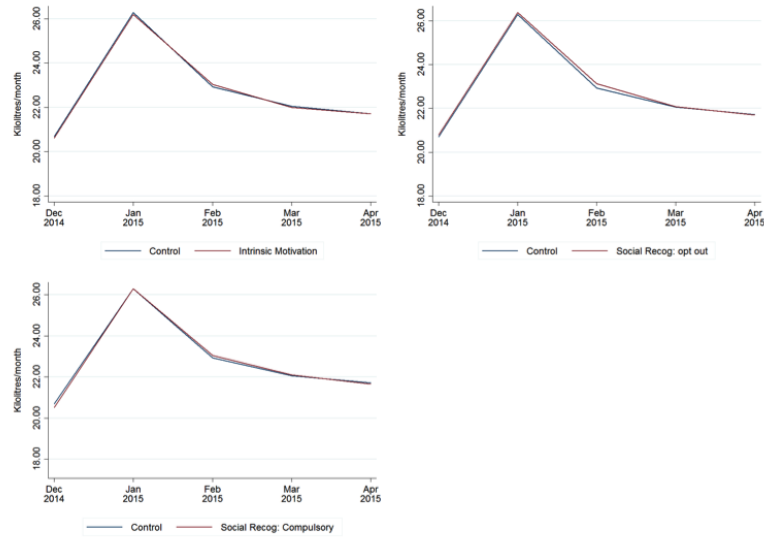 Kilolitres/month
26.00
24.00
22.00
20.00
18.00
Dec 2014
Jan 2015
Feb 2015
Mar 2015
Apr 2015
Control
Intrinsic Motivation
Kilolitres/month
26.00
24.00
22.00
20.00
18.00
Dec 2014
Jan 2015
Feb 2015
Mar 2015
Apr 2015
Control
Social Recog: opt out
Kilolitres/month
26.00
24.00
22.00
20.00
18.00
Dec 2014
Jan 2015
Feb 2015
Mar 2015
Apr 2015
Control
Social Recog: Compulsory